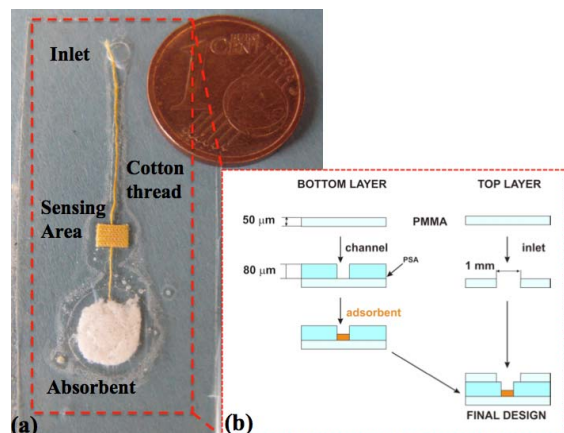 Inlet
CENT
Cotton
thread
Sensing
Area
Absorbent
(a)
BOTTOM LAYER
TOP LAYER
50 µm
PMMA
channel
inlet
80 µm
PSA
1 mm
adsorbent
FINAL DESIGN
(b)